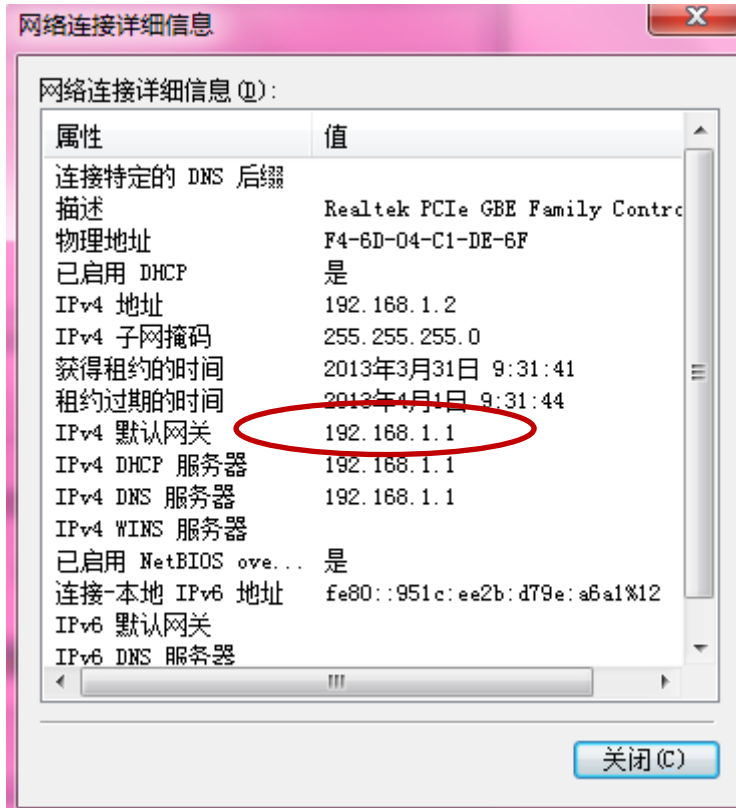 网络连接详细信息
X
网络连接详细信息(D):
属性 值
连接特定的 DNS 后缀
描述 Realtek PCIe GBE Family Contro
物理地址 F4-6D-04-C1-DE-6F
已启用 DHCP 是
IPv4 地址 192.168.1.2
IPv4 子网掩码 255.255.255.0
获得租约的时间 2013年3月31日 9:31:41
租约过期的时间 2013年4月1日 9:31:44
IPv4 默认网关 192.168.1.1
IPv4 DHCP 服务器 192.168.1.1
IPv4 DNS 服务器 192.168.1.1
IPv4 WINS 服务器
已启用 NetBIOS ove... 是
连接-本地 IPv6 地址 fe80::951c:ee2b:d79e:a6a1%12
IPv6 默认网关
IPv6 DNS 服务器
关闭(C)